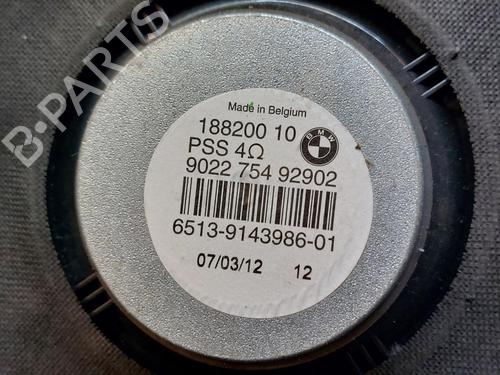 B-PARTS
Made in Belgium
188200 10
BMW
PSS 4Ω
9022 754 92902
6513-9143986-01
07/03/12 12